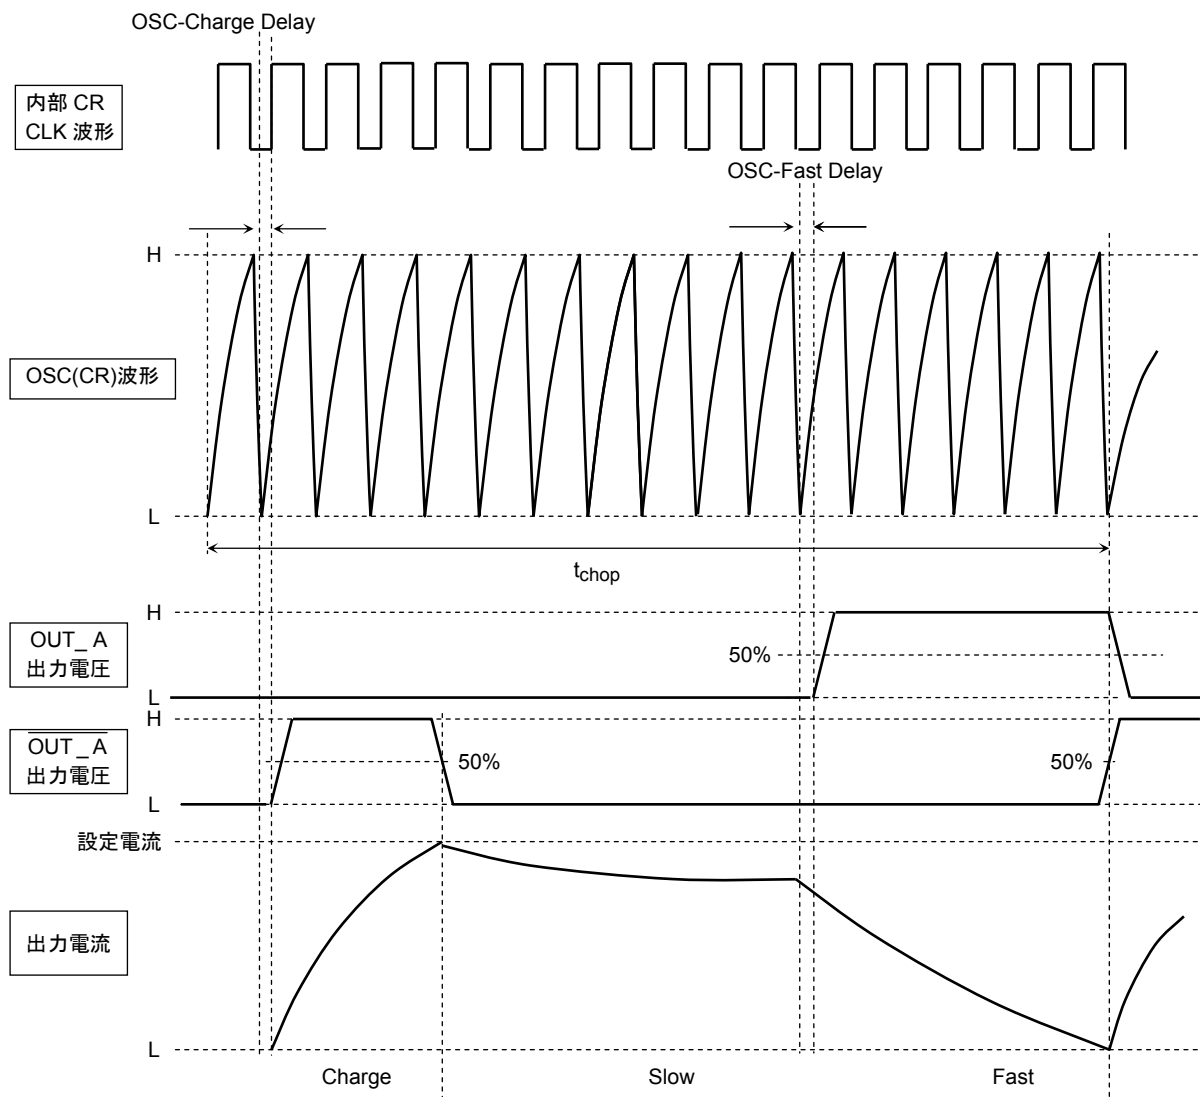 OSC-Charge Delay
内部 CR
CLK 波形
OSC-Fast Delay
H
OSC(CR)波形
L
tchop
H
OUT_ A
出力電圧
50%
L
H
OUT_A
出力電圧
50%
50%
L
設定電流
出力電流
L
Charge
Slow
Fast